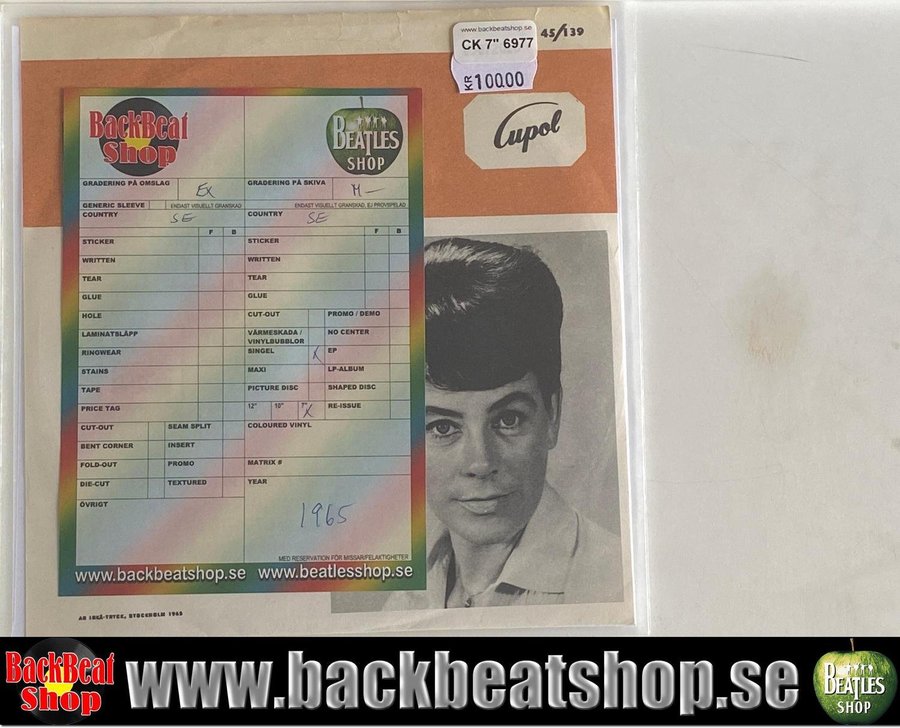 www.backbeatshop.se
CK 7" 6977
KR 100.00
45/139
Cupol
BackBeat
Shop
BEATLES
SHOP
GRADERING PÅ OMSLAG
Ex
GRADERING PÅ SKIVA
M-
GENERIC SLEEVE
ENDAST VISUELLT GRANSKAD
ENDAST VISUELLT GRANSKAD, EJ PROVSPELAD
COUNTRY
SE
COUNTRY
SE
F B
F B
STICKER
STICKER
WRITTEN
WRITTEN
TEAR
TEAR
GLUE
GLUE
HOLE
CUT-OUT
PROMO / DEMO
LAMINATSLÄPP
VÄRMESKADA /
VINYLBUBBLOR
NO CENTER
RINGWEAR
SINGEL
X
EP
STAINS
MAXI
LP-ALBUM
TAPE
PICTURE DISC
SHAPED DISC
PRICE TAG
12" 10" 7" X
RE-ISSUE
CUT-OUT
SEAM SPLIT
COLOURED VINYL
BENT CORNER
INSERT
FOLD-OUT
PROMO
MATRIX #
DIE-CUT
TEXTURED
YEAR
ÖVRIGT
1965
MED RESERVATION FÖR MISSAR/FELAKTIGHETER
www.backbeatshop.se www.beatlesshop.se
STOCKHOLM 1965
BackBeat
Shop
www.backbeatshop.se
BEATLES
SHOP